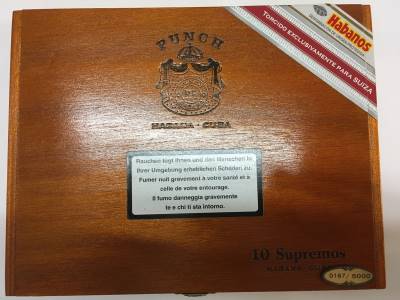 Habanos
TORCIDO EXCLUSIVAMENTE PARA SUIZA
PUNCH
HABANA · CUBA
Rauchen fügt Ihnen und den Menschen in
Ihrer Umgebung erheblichen Schaden zu.
Fumer nuit gravement à votre santé et à
celle de votre entourage.
Il fumo danneggia gravemente
te e chi ti sta intorno.
10 Supremos
HABANA · CUBA
0167/5000